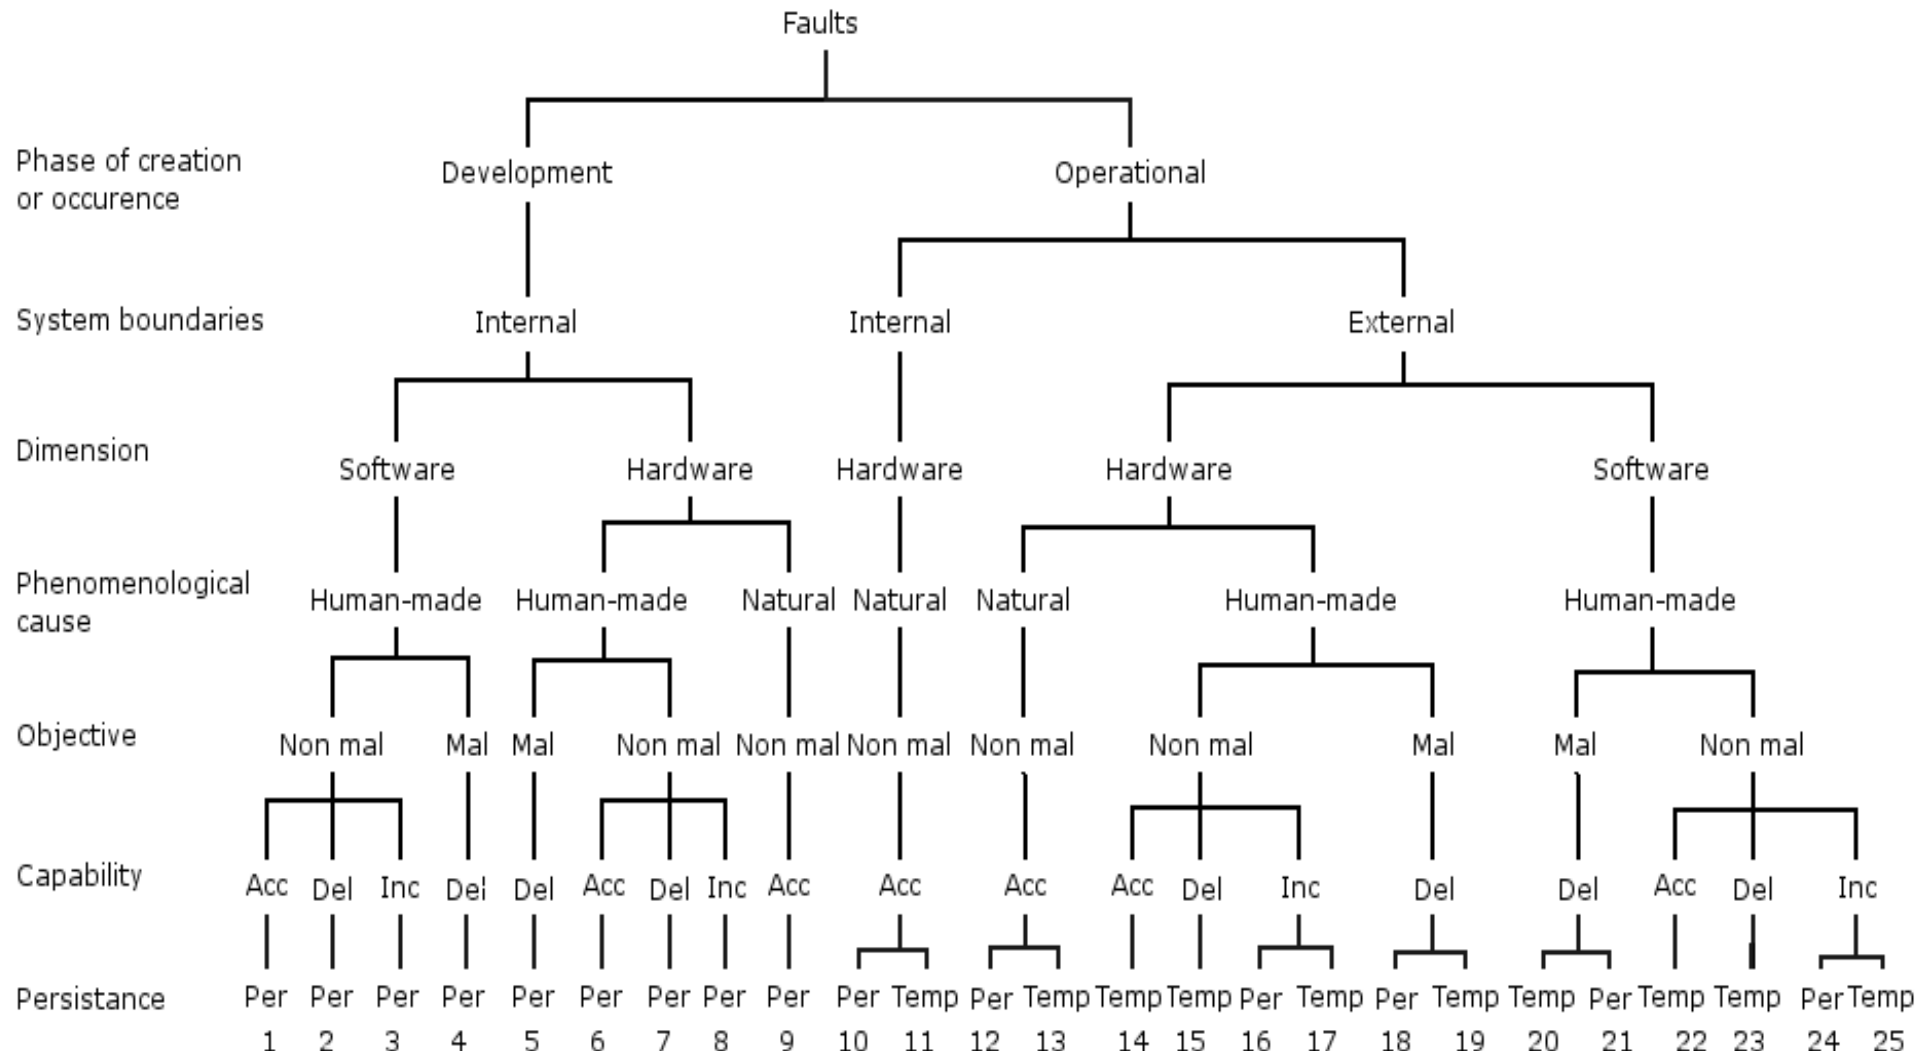 Faults
Phase of creation
or occurence
Development Operational
System boundaries Internal Internal External
Dimension
Software Hardware Hardware Hardware Software
Phenomenological
cause
Human-made Human-made Natural Natural Natural Human-made Human-made
Objective Non mal Mal Mal Non mal Non mal Non mal Non mal Non mal Mal Mal Non mal
Capability Acc Del Inc Del Del Acc Del Inc Acc Acc Acc Acc Del Inc Del Del Acc Del Inc
Persistance Per Per Per Per Per Per Per Per Per Per Temp Per Temp Temp Temp Per Temp Per Temp Temp Per Temp Temp Per Temp
1 2 3 4 5 6 7 8 9 10 11 12 13 14 15 16 17 18 19 20 21 22 23 24 25